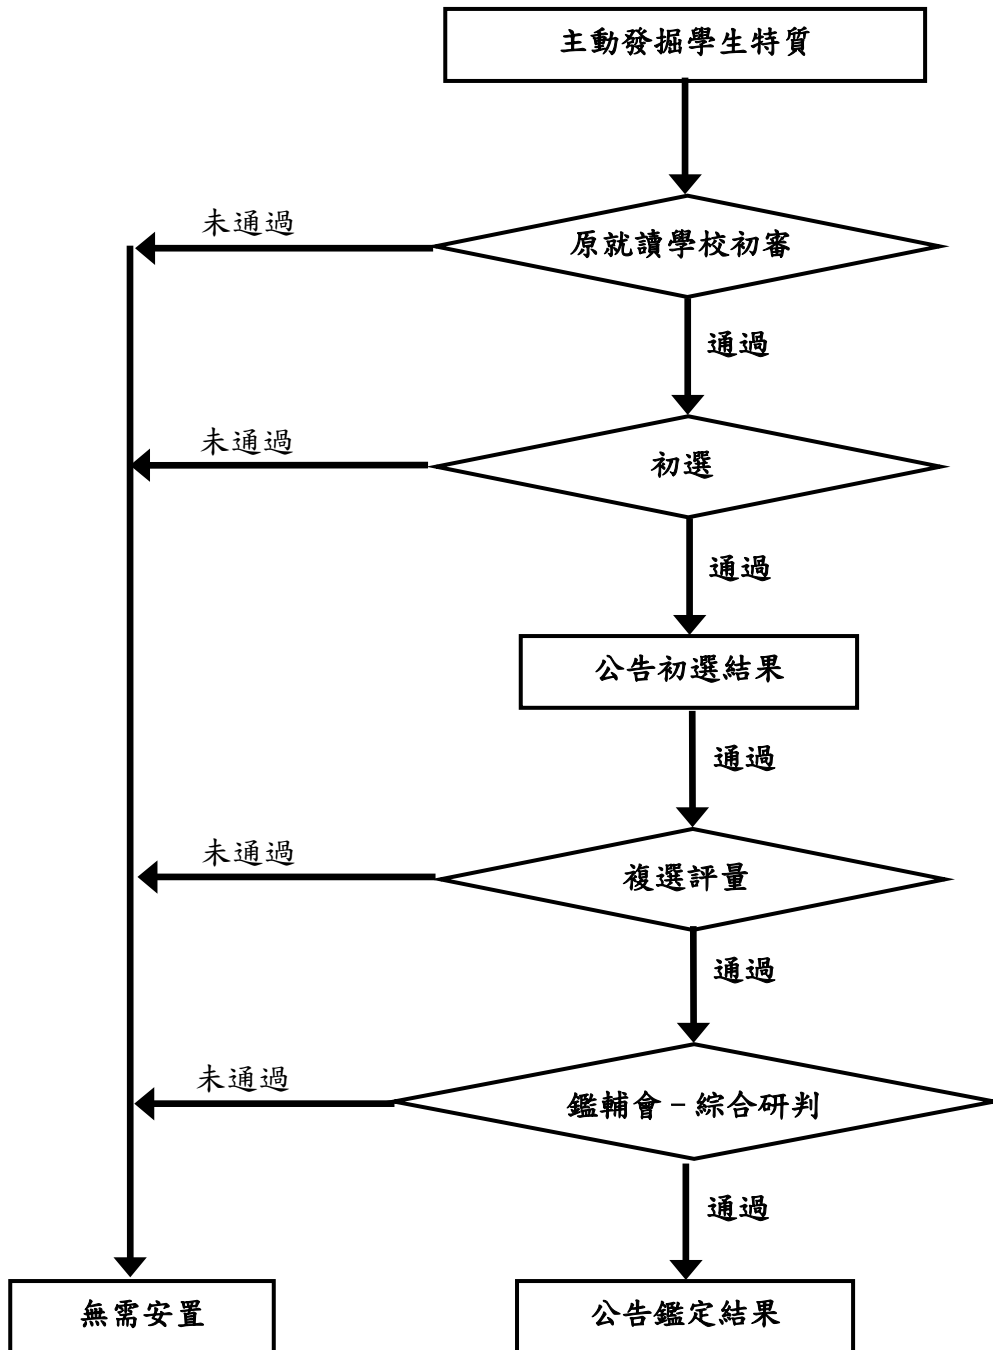 主動發掘學生特質
未通過
原就讀學校初審
通過
未通過
初選
通過
公告初選結果
通過
未通過
複選評量
通過
未通過
鑑輔會－綜合研判
通過
無需安置
公告鑑定結果